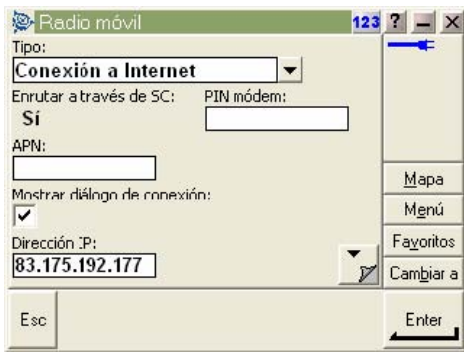 Radio móvil 123 ? – ×
Tipo:
Conexión a Internet
Enrutar a través de SC: PIN módem:
Sí
APN:
Mostrar diálogo de conexión:
Dirección IP:
83.175.192.177
Mapa
Menú
Favoritos
Cambiar a
Esc Enter